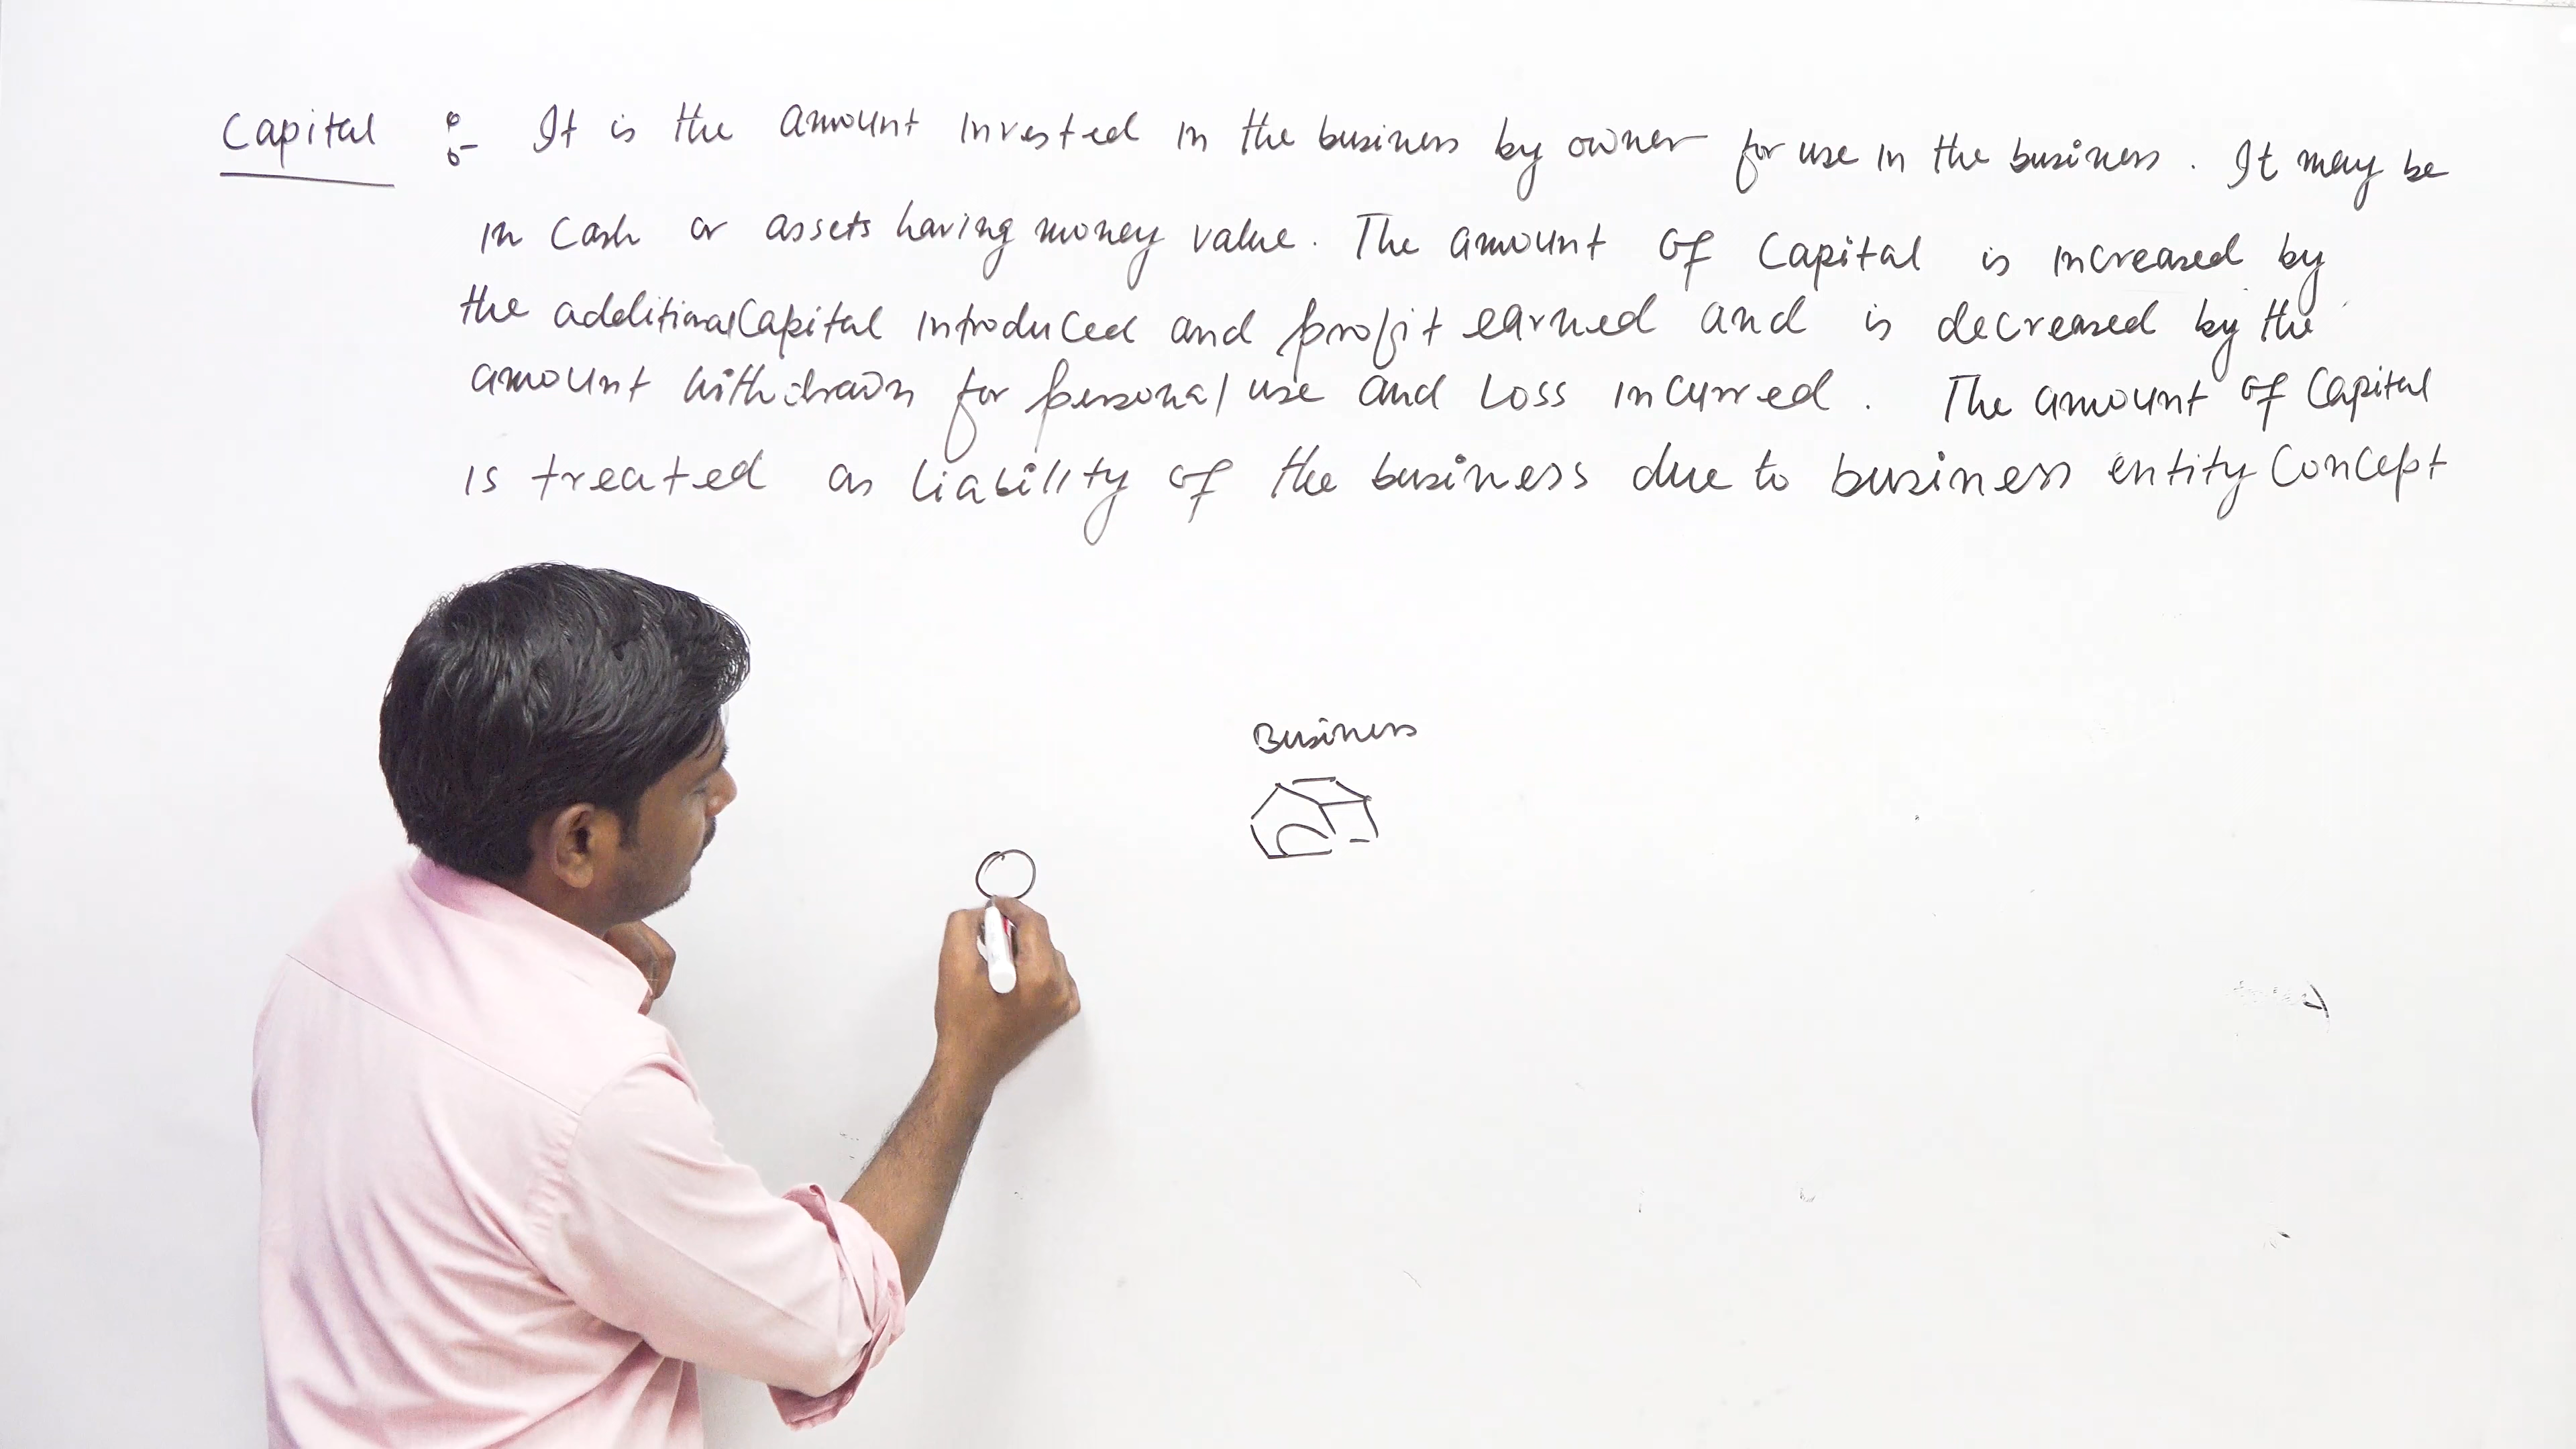 Capital :- It is the amount invested in the business by owner for use in the business. It may be
in Cash or assets having money value. The amount of Capital is increased by
the additional Capital introduced and profit earned and is decreased by the
amount withdrawn for personal use and Loss incurred. The amount of Capital
is treated as liability of the business due to business entity Concept
Business